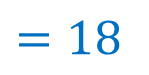 = 18